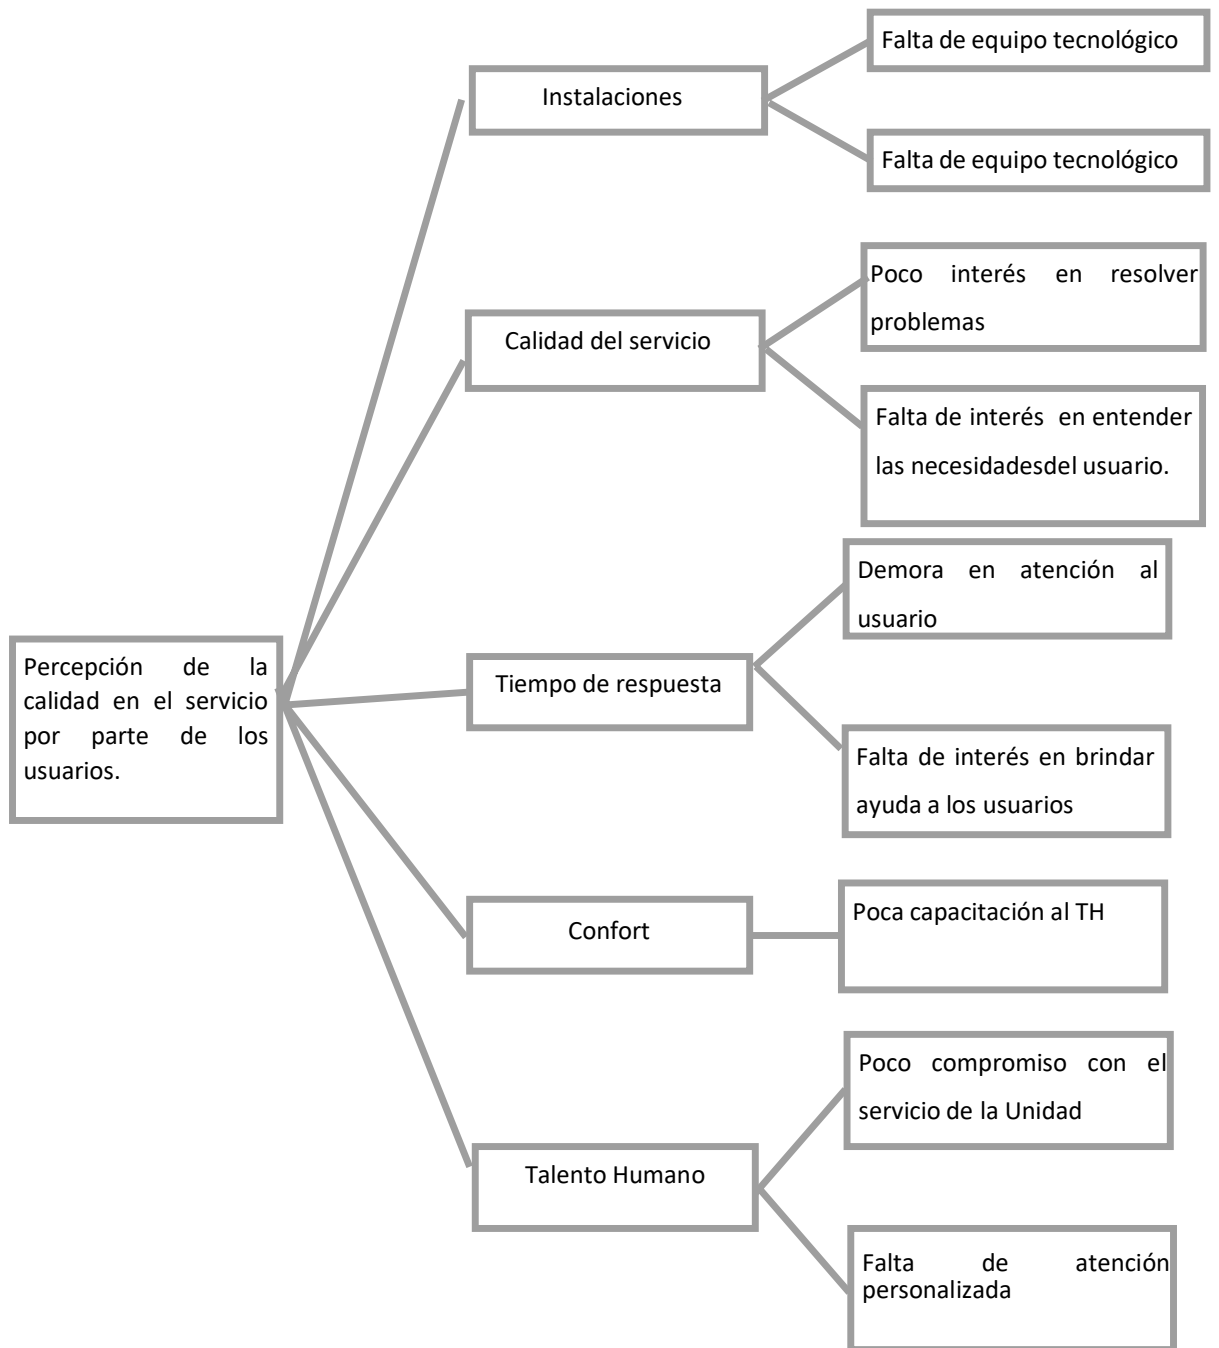 Falta de equipo tecnológico
Instalaciones
Falta de equipo tecnológico
Poco interés en resolver
problemas
Calidad del servicio
Falta de interés en entender
las necesidadesdel usuario.
Demora en atención al
usuario
Percepción de la
calidad en el servicio
por parte de los
usuarios.
Tiempo de respuesta
Falta de interés en brindar
ayuda a los usuarios
Confort
Poca capacitación al TH
Poco compromiso con el
servicio de la Unidad
Talento Humano
Falta de atención
personalizada